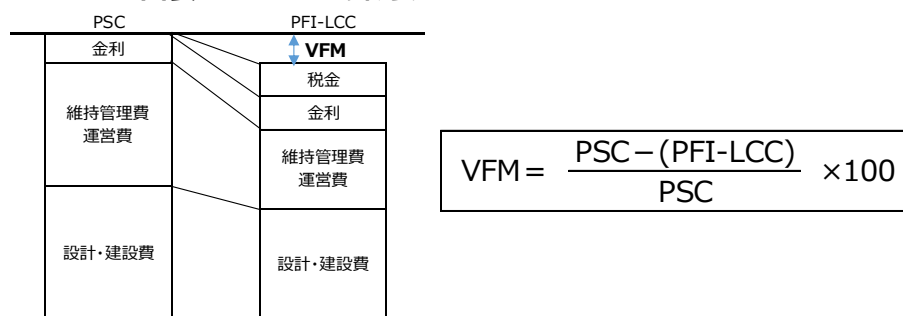 PSC
PFI-LCC
金利
VFM
税金
維持管理費
運営費
金利
維持管理費
運営費
設計・建設費
設計・建設費
VFM＝ PSC－(PFI-LCC) ×100
PSC